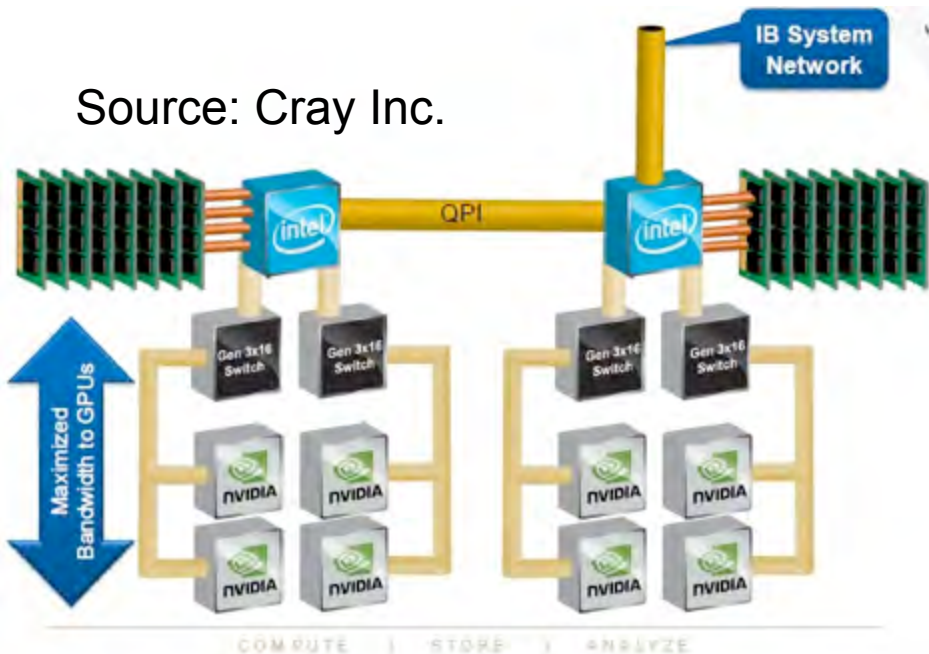 IB System
Network
Source: Cray Inc.
intel
QPI
intel
Gen 3x16
Switch
Gen 3x16
Switch
Gen 3x16
Switch
Gen 3x16
Switch
Maximized
Bandwidth to GPUs
NVIDIA
NVIDIA
NVIDIA
NVIDIA
NVIDIA
NVIDIA
NVIDIA
NVIDIA
COMPUTE | STORE | ANALYZE